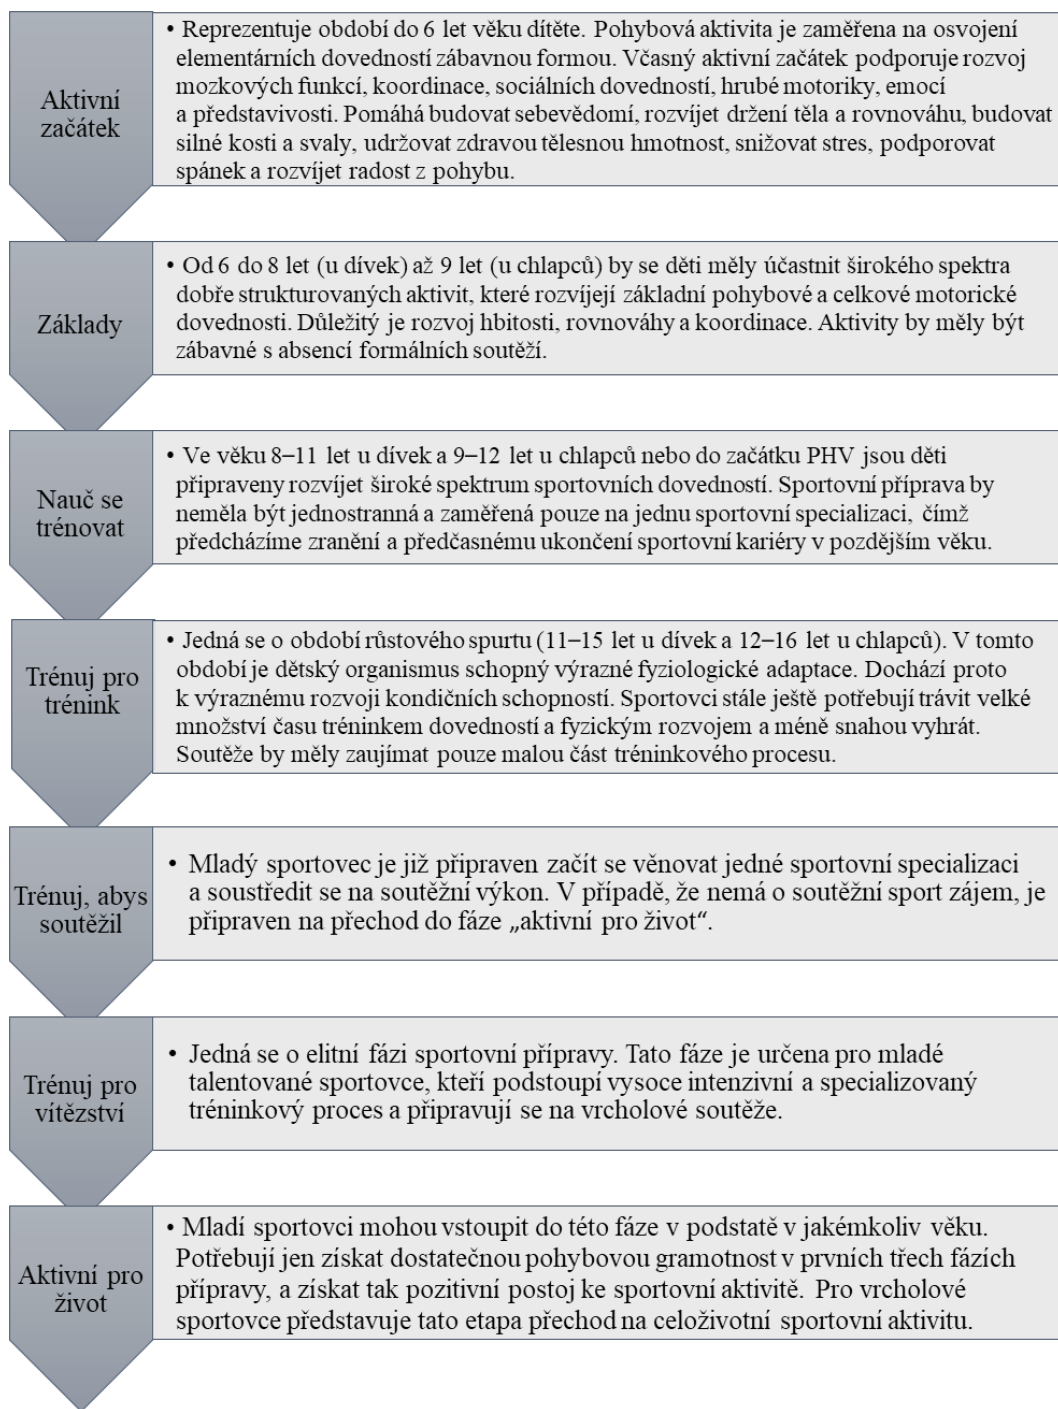 Aktivní
začátek
• Reprezentuje období do 6 let věku dítěte. Pohybová aktivita je zaměřena na osvojení
elementárních dovedností zábavnou formou. Včasný aktivní začátek podporuje rozvoj
mozkových funkcí, koordinace, sociálních dovedností, hrubé motoriky, emocí
a představivosti. Pomáhá budovat sebevědomí, rozvíjet držení těla a rovnováhu, budovat
silné kosti a svaly, udržovat zdravou tělesnou hmotnost, snižovat stres, podporovat
spánek a rozvíjet radost z pohybu.
Základy
• Od 6 do 8 let (u dívek) až 9 let (u chlapců) by se děti měly účastnit širokého spektra
dobře strukturovaných aktivit, které rozvíjejí základní pohybové a celkové motorické
dovednosti. Důležitý je rozvoj hbitosti, rovnováhy a koordinace. Aktivity by měly být
zábavné s absencí formálních soutěží.
Nauč se
trénovat
• Ve věku 8–11 let u dívek a 9–12 let u chlapců nebo do začátku PHV jsou děti
připraveny rozvíjet široké spektrum sportovních dovedností. Sportovní příprava by
neměla být jednostranná a zaměřená pouze na jednu sportovní specializaci, čímž
předcházíme zranění a předčasnému ukončení sportovní kariéry v pozdějším věku.
Trénuj pro
trénink
• Jedná se o období růstového spurtu (11–15 let u dívek a 12–16 let u chlapců). V tomto
období je dětský organismus schopný výrazné fyziologické adaptace. Dochází proto
k výraznému rozvoji kondičních schopností. Sportovci stále ještě potřebují trávit velké
množství času tréninkem dovedností a fyzickým rozvojem a méně snahou vyhrát.
Soutěže by měly zaujímat pouze malou část tréninkového procesu.
Trénuj, abys
soutěžil
• Mladý sportovec je již připraven začít se věnovat jedné sportovní specializaci
a soustředit se na soutěžní výkon. V případě, že nemá o soutěžní sport zájem, je
připraven na přechod do fáze „aktivní pro život“.
Trénuj pro
vítězství
• Jedná se o elitní fázi sportovní přípravy. Tato fáze je určena pro mladé
talentované sportovce, kteří podstoupí vysoce intenzivní a specializovaný
tréninkový proces a připravují se na vrcholové soutěže.
Aktivní pro
život
• Mladí sportovci mohou vstoupit do této fáze v podstatě v jakémkoliv věku.
Potřebují jen získat dostatečnou pohybovou gramotnost v prvních třech fázích
přípravy, a získat tak pozitivní postoj ke sportovní aktivitě. Pro vrcholové
sportovce představuje tato etapa přechod na celoživotní sportovní aktivitu.